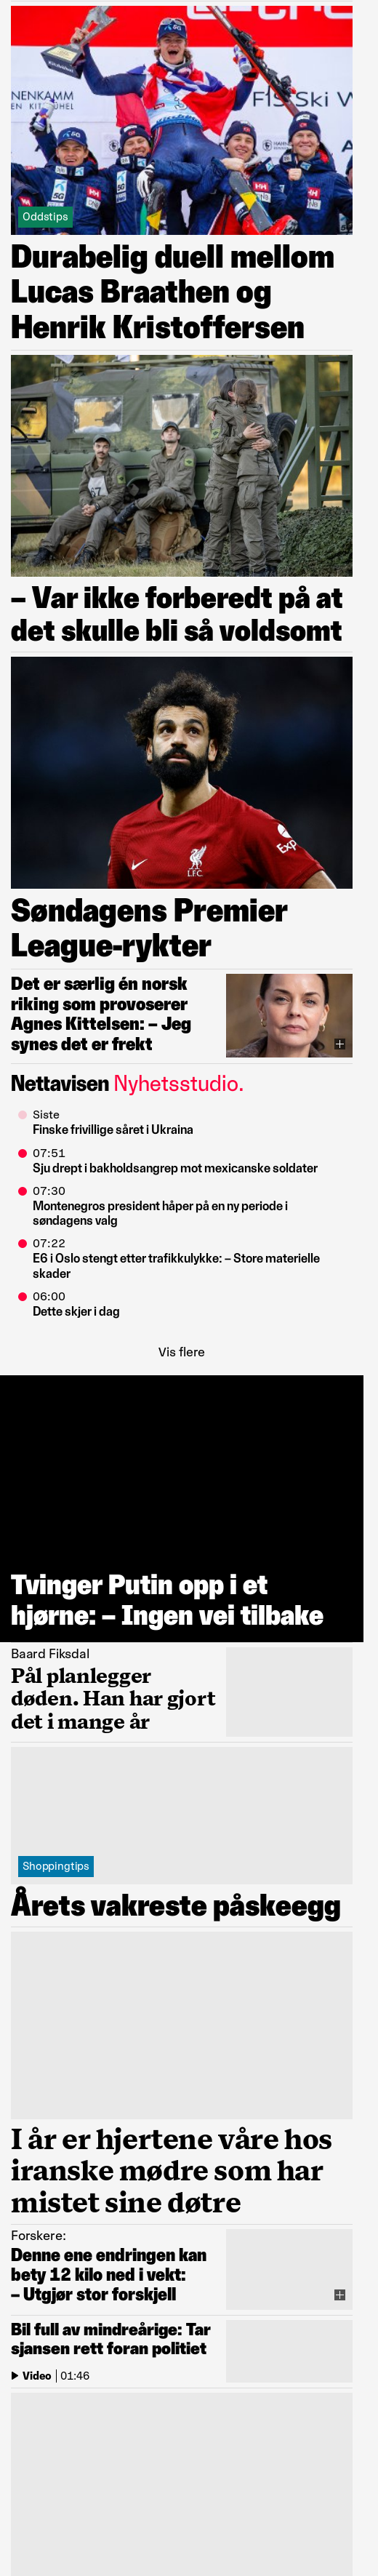 NENKAMM
EN KITZBÜHEL
FIS Ski W
Oddstips
Durabelig duell mellom
Lucas Braathen og
Henrik Kristoffersen
– Var ikke forberedt på at
det skulle bli så voldsomt
L.F.C.
Exp
Søndagens Premier
League-rykter
Det er særlig én norsk
riking som provoserer
Agnes Kittelsen: – Jeg
synes det er frekt
Nettavisen Nyhetsstudio.
Siste
Finske frivillige såret i Ukraina
07:51
Sju drept i bakholdsangrep mot mexicanske soldater
07:30
Montenegros president håper på en ny periode i
søndagens valg
07:22
E6 i Oslo stengt etter trafikkulykke: – Store materielle
skader
06:00
Dette skjer i dag
Vis flere
Tvinger Putin opp i et
hjørne: – Ingen vei tilbake
Baard Fiksdal
Pål planlegger
døden. Han har gjort
det i mange år
Shoppingtips
Årets vakreste påskeegg
I år er hjertene våre hos
iranske mødre som har
mistet sine døtre
Forskere:
Denne ene endringen kan
bety 12 kilo ned i vekt:
– Utgjør stor forskjell
Bil full av mindreårige: Tar
sjansen rett foran politiet
Video | 01:46